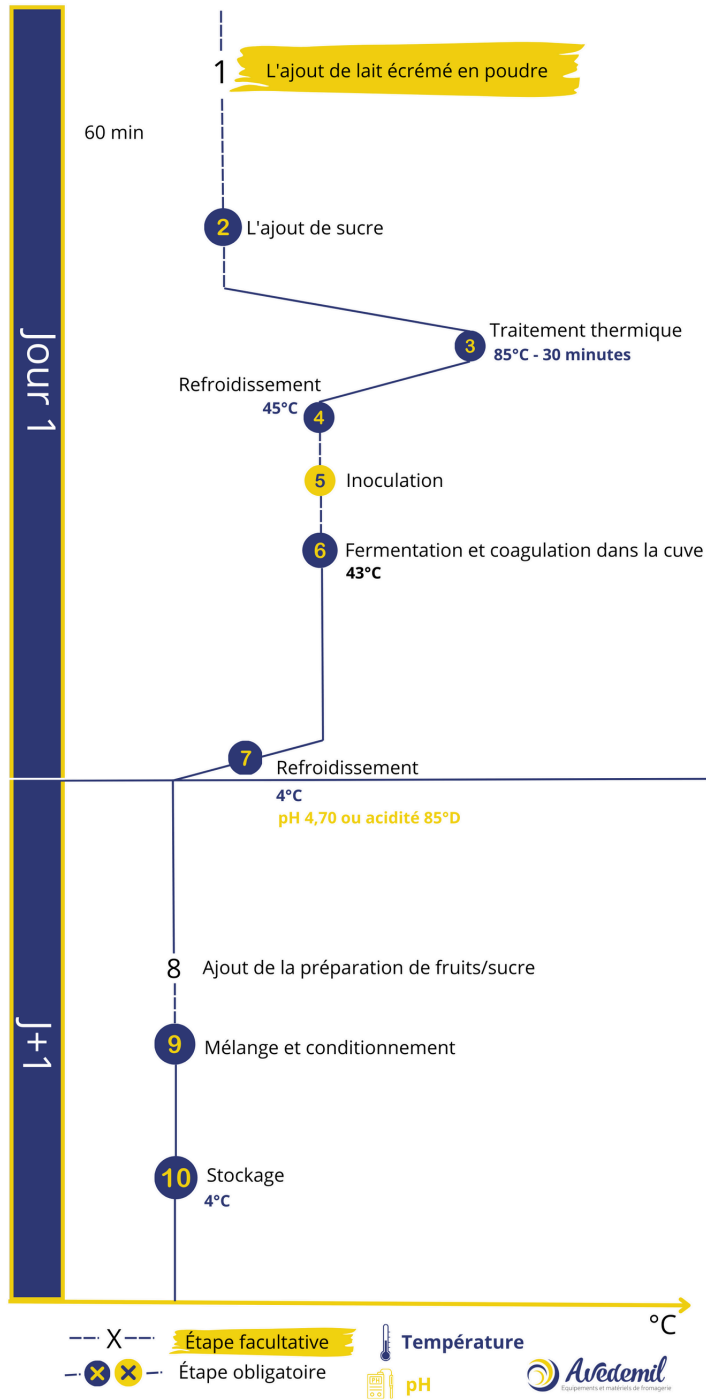 1 L'ajout de lait écrémé en poudre
60 min
2 L'ajout de sucre
Jour 1
3 Traitement thermique
85°C - 30 minutes
Refroidissement
45°C
4
5 Inoculation
6 Fermentation et coagulation dans la cuve
43°C
7 Refroidissement
4°C
pH 4,70 ou acidité 85°D
J+1
8 Ajout de la préparation de fruits/sucre
9 Mélange et conditionnement
10 Stockage
4°C
°C
X Étape facultative
Température
X X Étape obligatoire
pH
Avedemil
Equipements et matériels de fromagerie